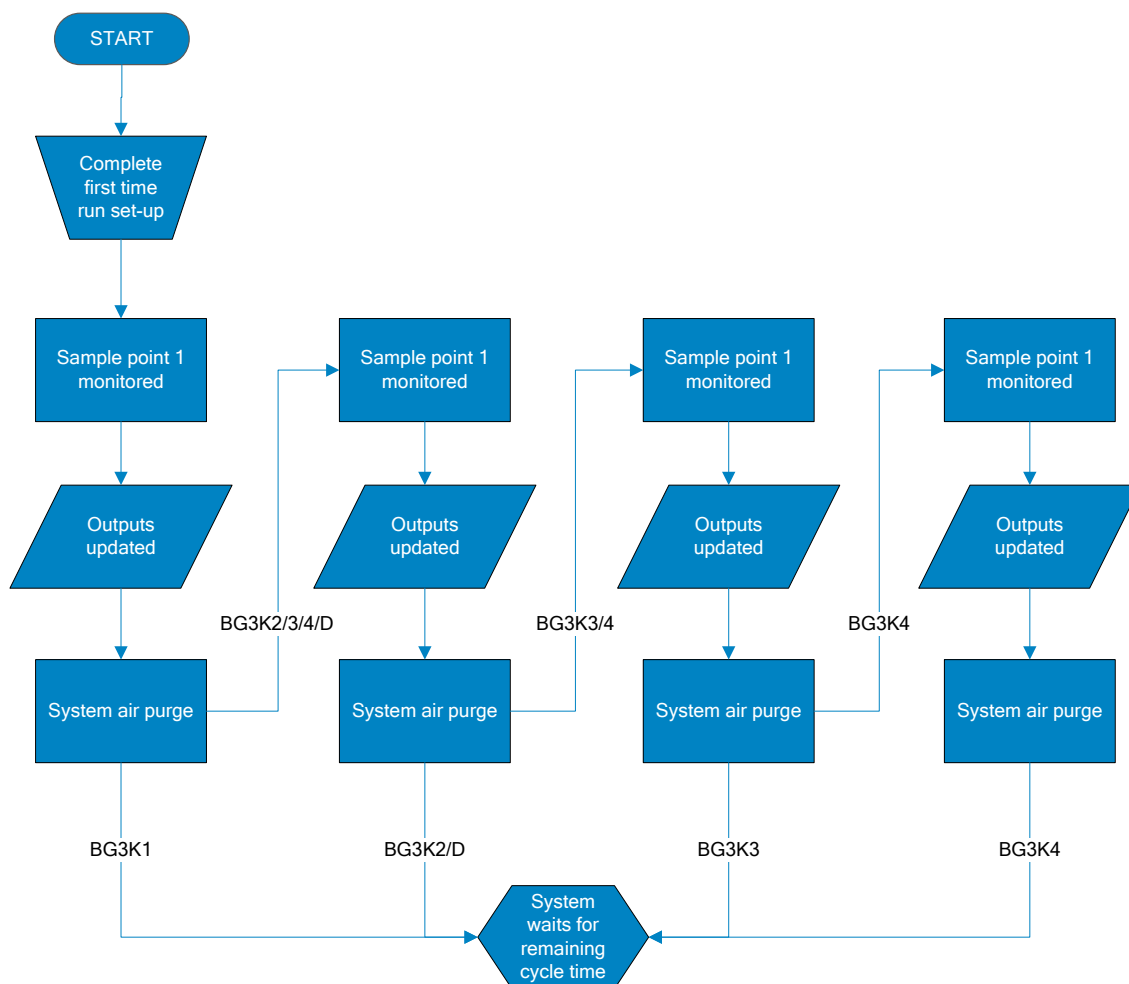 START
Complete
first time
run set-up
Sample point 1
monitored
Sample point 1
monitored
Sample point 1
monitored
Sample point 1
monitored
Outputs
updated
Outputs
updated
Outputs
updated
Outputs
updated
BG3K2/3/4/D
BG3K3/4
BG3K4
System air purge
System air purge
System air purge
System air purge
BG3K1
BG3K2/D
BG3K3
BG3K4
System
waits for
remaining
cycle time